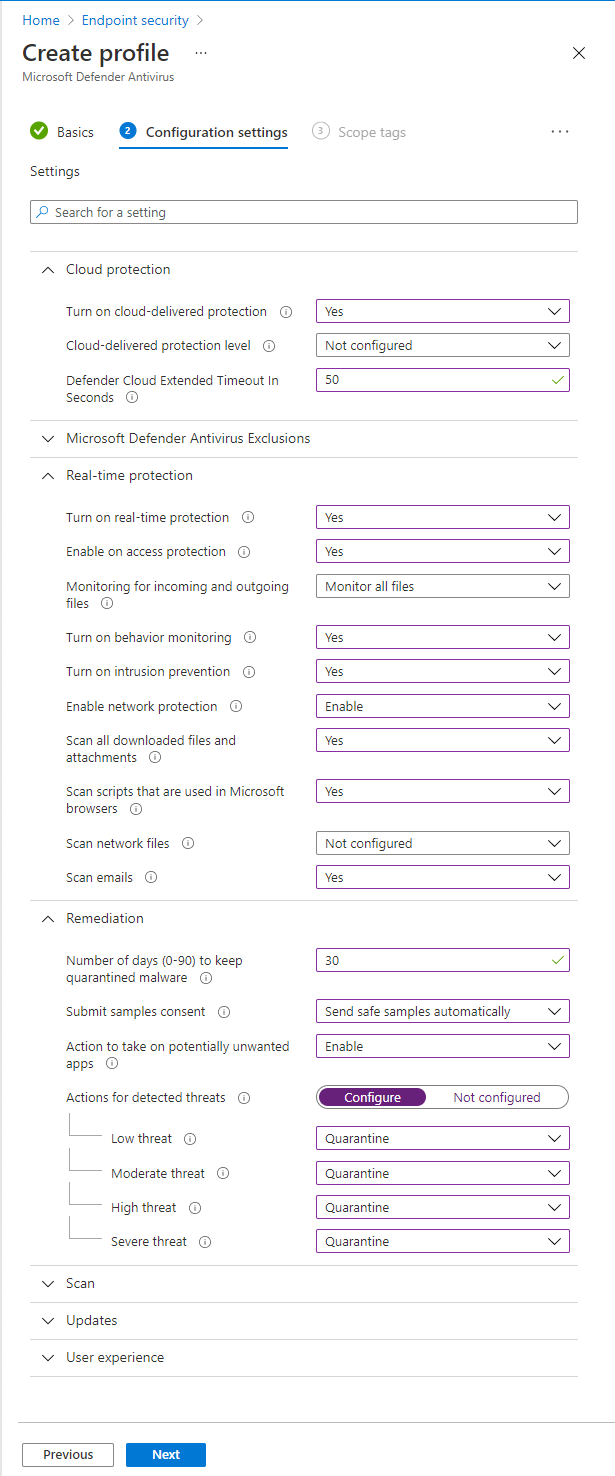 Home > Endpoint security >
Create profile ...
Microsoft Defender Antivirus
Basics
2 Configuration settings
3 Scope tags
...
Settings
Search for a setting
Cloud protection
Turn on cloud-delivered protection Yes
Cloud-delivered protection level Not configured
Defender Cloud Extended Timeout In 50
Seconds
Microsoft Defender Antivirus Exclusions
Real-time protection
Turn on real-time protection Yes
Enable on access protection Yes
Monitoring for incoming and outgoing Monitor all files
files
Turn on behavior monitoring Yes
Turn on intrusion prevention Yes
Enable network protection Enable
Scan all downloaded files and Yes
attachments
Scan scripts that are used in Microsoft Yes
browsers
Scan network files Not configured
Scan emails Yes
Remediation
Number of days (0-90) to keep 30
quarantined malware
Submit samples consent Send safe samples automatically
Action to take on potentially unwanted Enable
apps
Actions for detected threats Configure Not configured
Low threat Quarantine
Moderate threat Quarantine
High threat Quarantine
Severe threat Quarantine
Scan
Updates
User experience
Previous Next